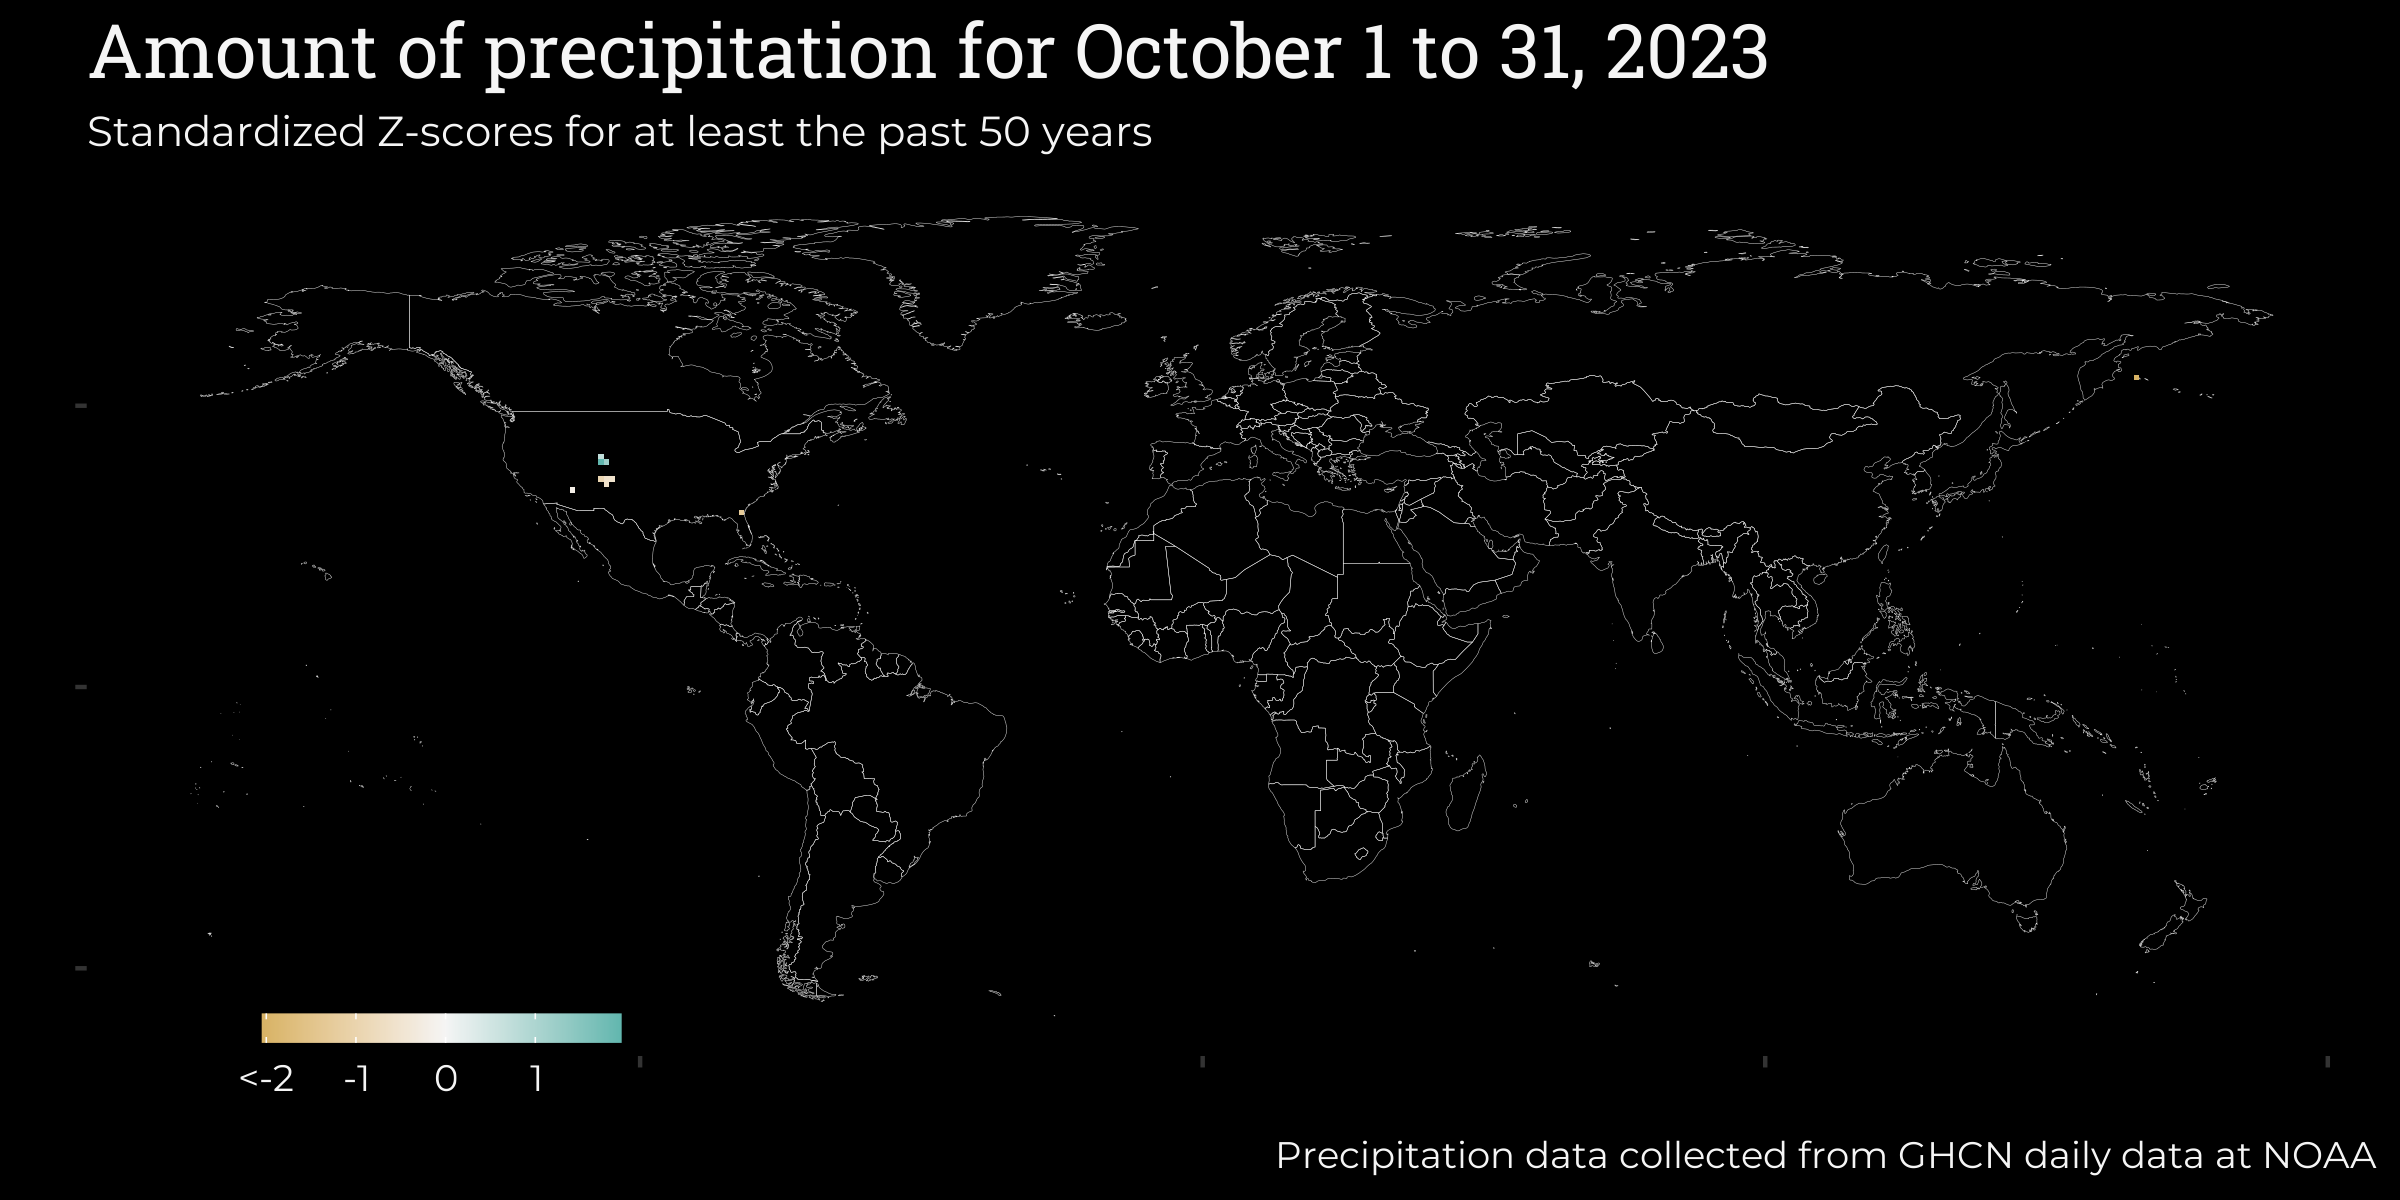 Amount of precipitation for October 1 to 31, 2023
Standardized Z-scores for at least the past 50 years
<-2 -1 0 1
Precipitation data collected from GHCN daily data at NOAA